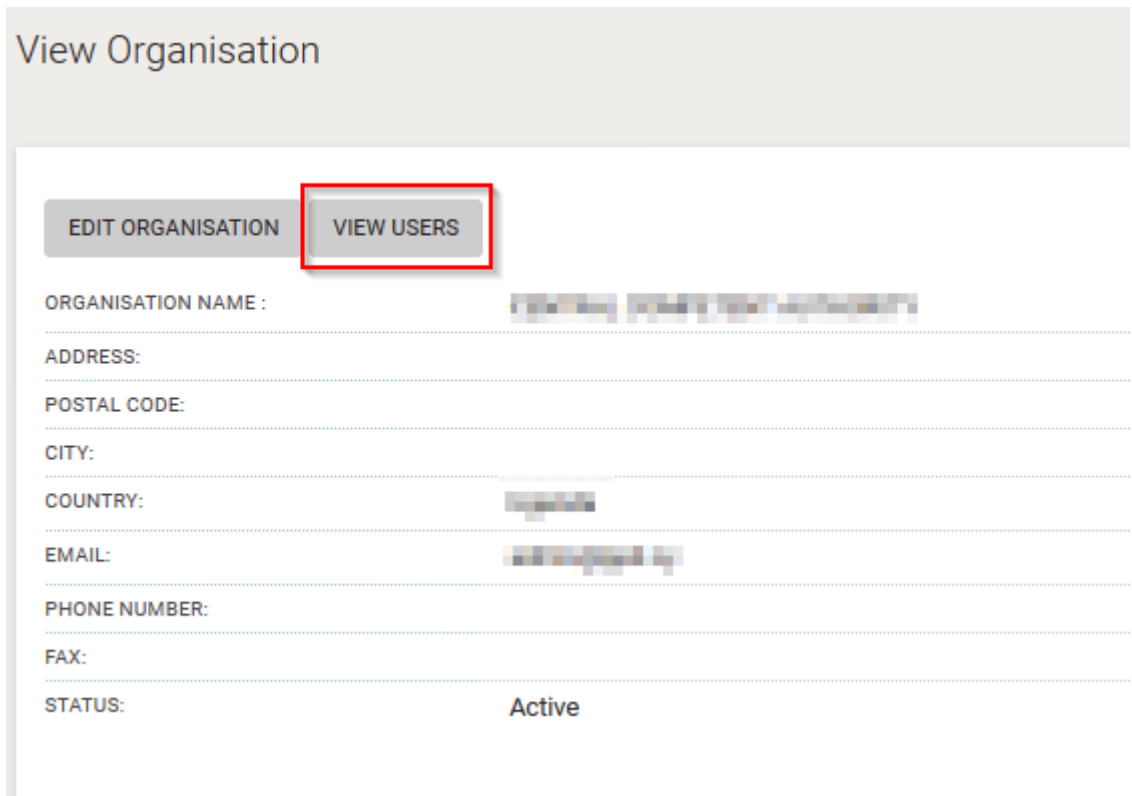 View Organisation
EDIT ORGANISATION VIEW USERS
ORGANISATION NAME :
ADDRESS:
POSTAL CODE:
CITY:
COUNTRY:
EMAIL:
PHONE NUMBER:
FAX:
STATUS: Active